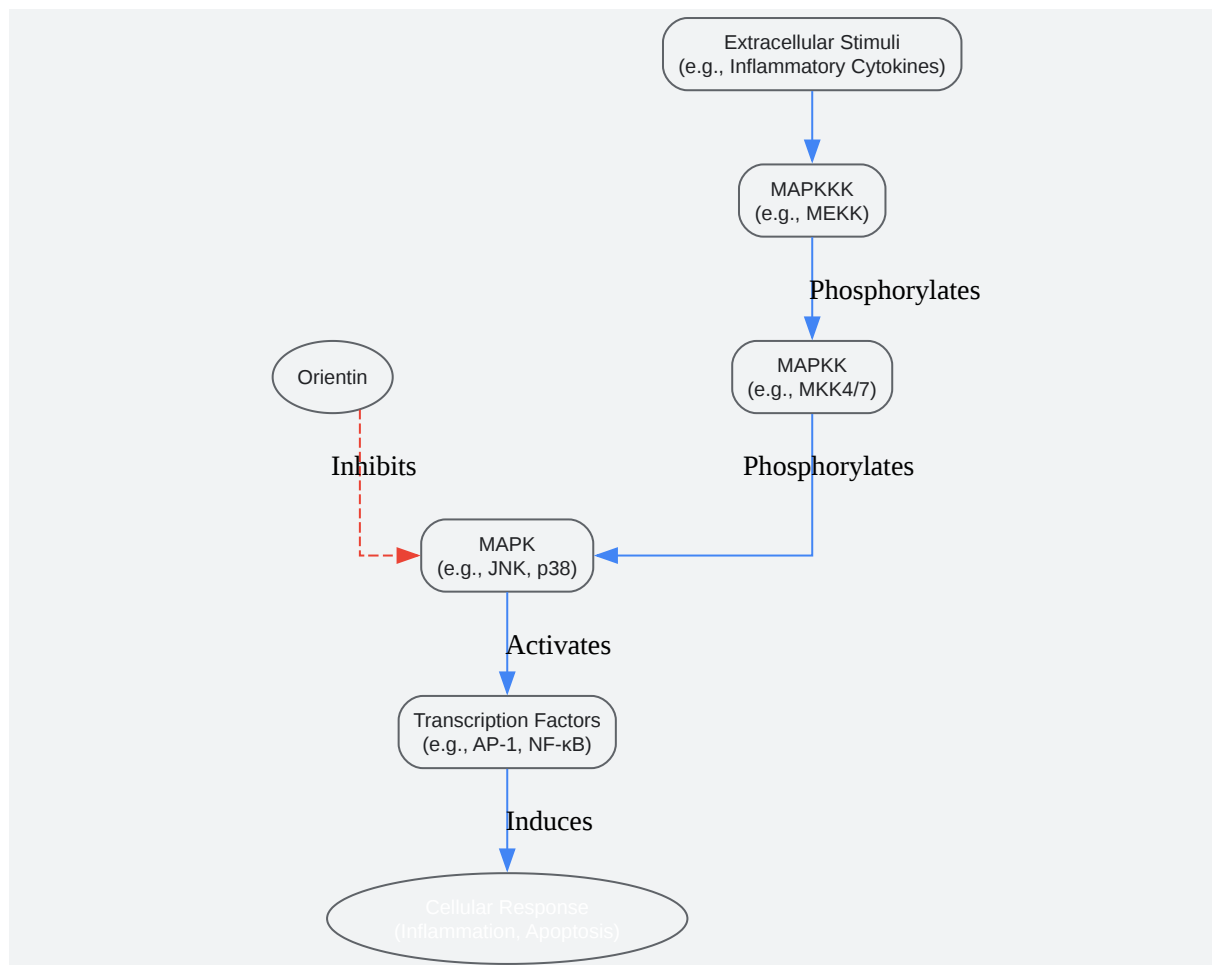 Extracellular Stimuli
(e.g., Inflammatory Cytokines)
MAPKKK
(e.g., MEKK)
Phosphorylates
MAPKK
(e.g., MKK4/7)
Orientin
Inhibits
Phosphorylates
MAPK
(e.g., JNK, p38)
Activates
Transcription Factors
(e.g., AP-1, NF-κB)
Induces
Cellular Response
(Inflammation, Apoptosis)